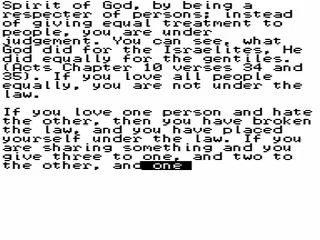 Spirit of God, by being a
respecter of persons; instead
of giving equal treatment to
people, you are under
judgement. You can see, what
God did for the Israelites, He
did equally for the gentiles.
(Acts Chapter 10 verses 34 and
35). If you love all people
equally, you are not under the
law.

If you love one person and hate
the other, then you have broken
the law, and you have placed
yourself under the law. If you
are sharing something and you
give three to one, and two to
the other, and one